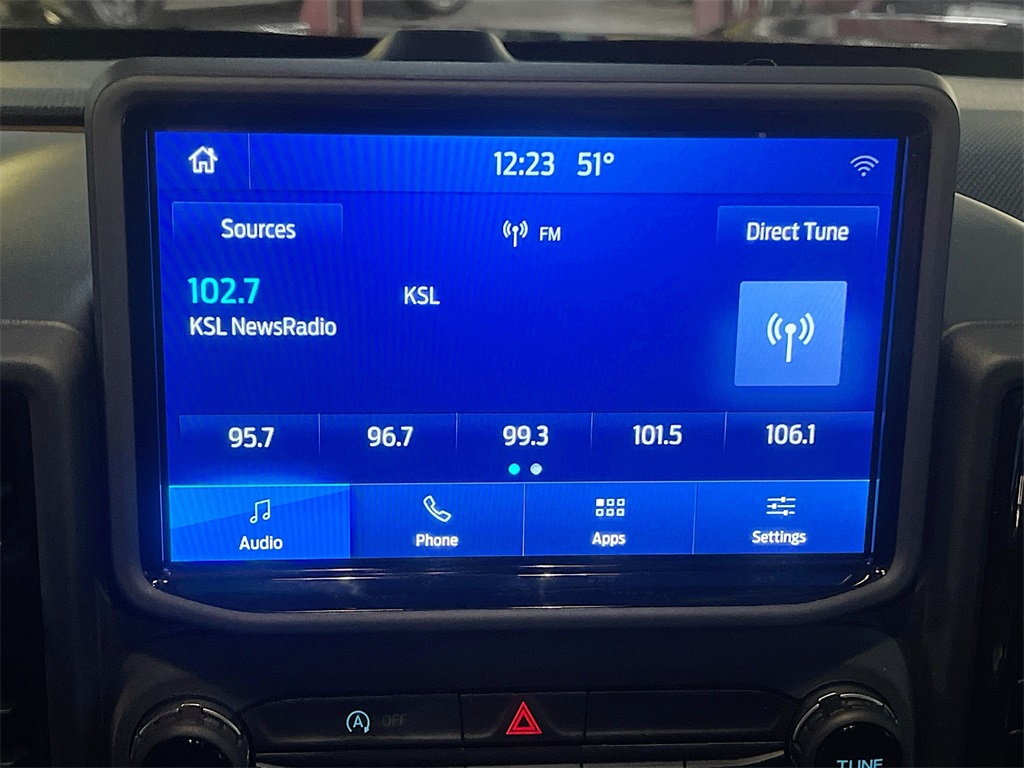 12:23 51°
Sources
FM
Direct Tune
102.7
KSL
KSL NewsRadio
95.7
96.7
99.3
101.5
106.1
Audio
Phone
Apps
Settings
A OFF
TUNE